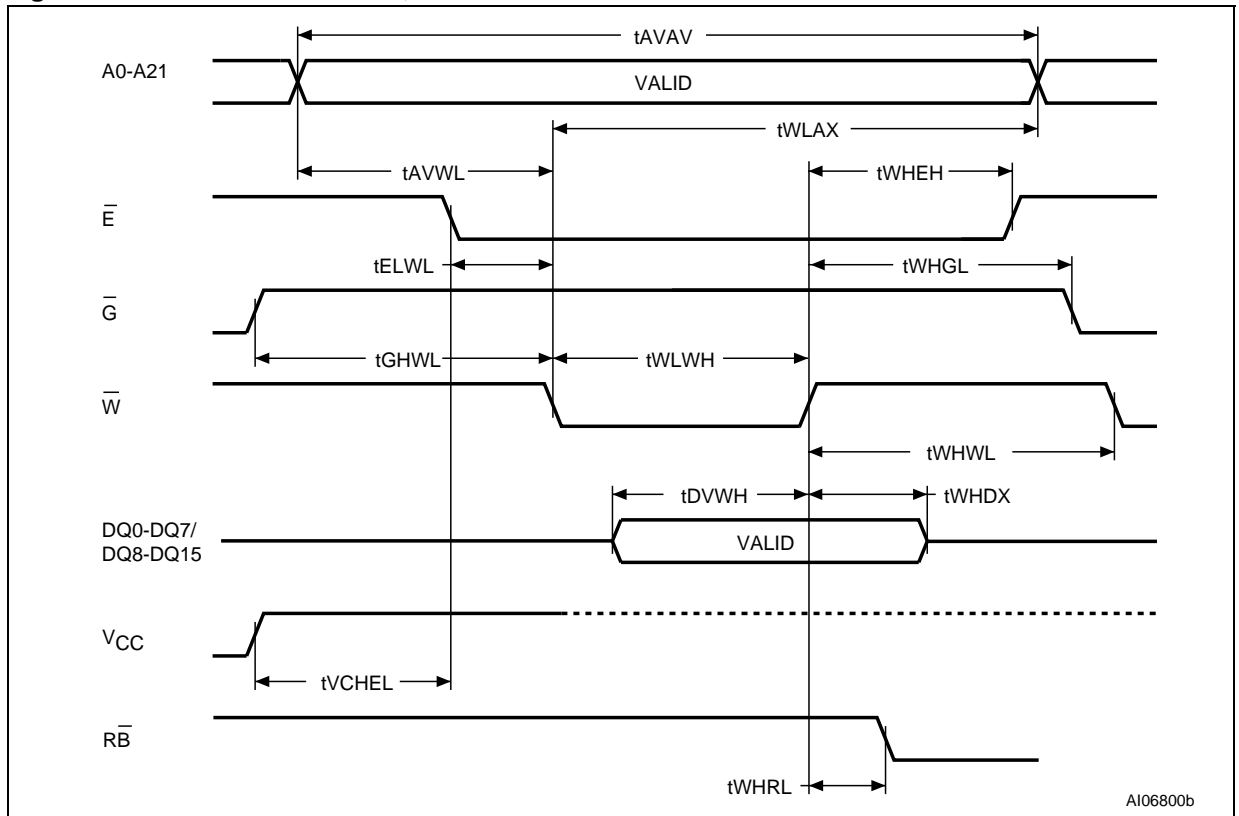 tAVAV
A0-A21
VALID
tWLAX
tAVWL
tWHEH
E̅
tELWL
tWHGL
G̅
tGHWL
tWLWH
W̅
tWHWL
tDVWH
tWHDX
DQ0-DQ7/
DQ8-DQ15
VALID
VCC
tVCHEL
RB̅
tWHRL
AI06800b